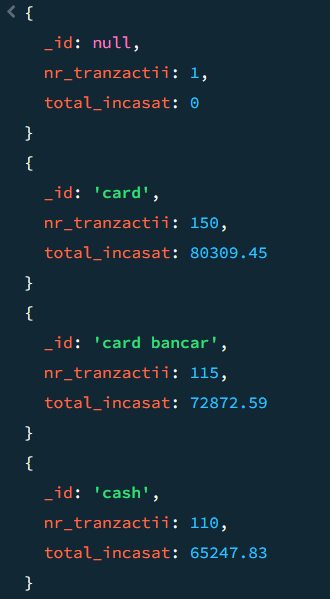 {
_id: null,
nr_tranzactii: 1,
total_incasat: 0
}
{
_id: 'card',
nr_tranzactii: 150,
total_incasat: 80309.45
}
{
_id: 'card bancar',
nr_tranzactii: 115,
total_incasat: 72872.59
}
{
_id: 'cash',
nr_tranzactii: 110,
total_incasat: 65247.83
}